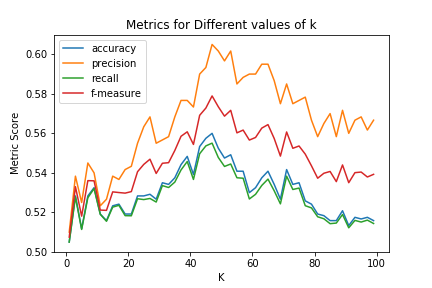 Metrics for Different values of k
accuracy
precision
recall
f-measure
Metric Score
0.60
0.58
0.56
0.54
0.52
0.50
0
20
40
60
80
100
K